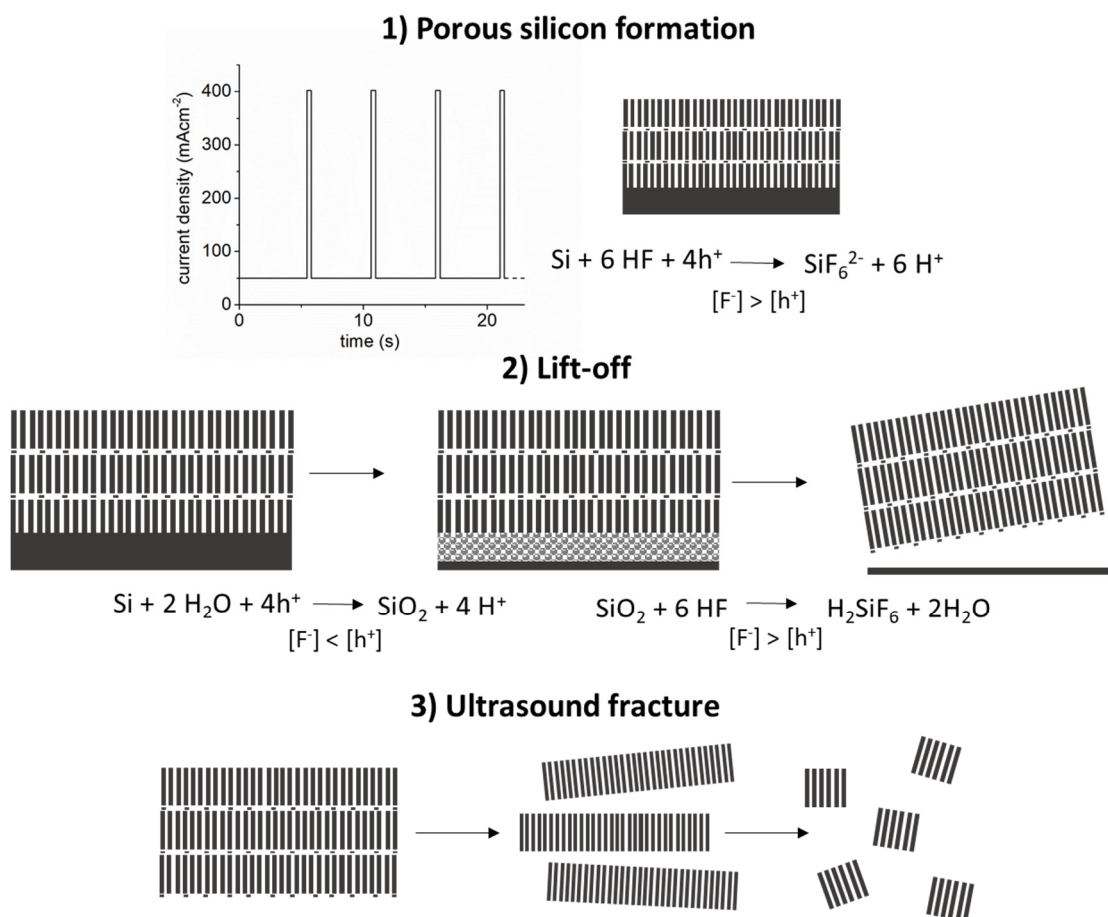 1) Porous silicon formation
current density (mAcm⁻²)
400
300
200
100
0
0
10
20
time (s)
Si + 6 HF + 4h⁺ → SiF₆²⁻ + 6 H⁺
[F⁻] > [h⁺]
2) Lift-off
Si + 2 H₂O + 4h⁺ → SiO₂ + 4 H⁺
[F⁻] < [h⁺]
SiO₂ + 6 HF → H₂SiF₆ + 2H₂O
[F⁻] > [h⁺]
3) Ultrasound fracture